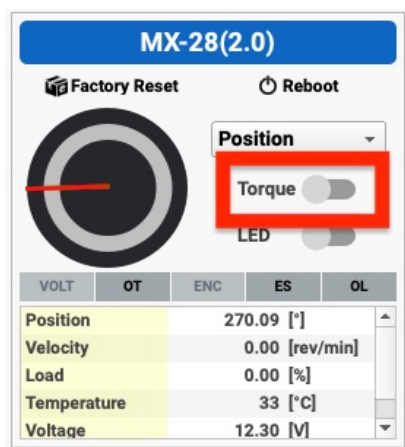 MX-28(2.0)
Factory Reset Reboot
Position
Torque
LED
VOLT OT ENC ES OL
Position 270.09 [°]
Velocity 0.00 [rev/min]
Load 0.00 [%]
Temperature 33 [°C]
Voltage 12.30 [V]